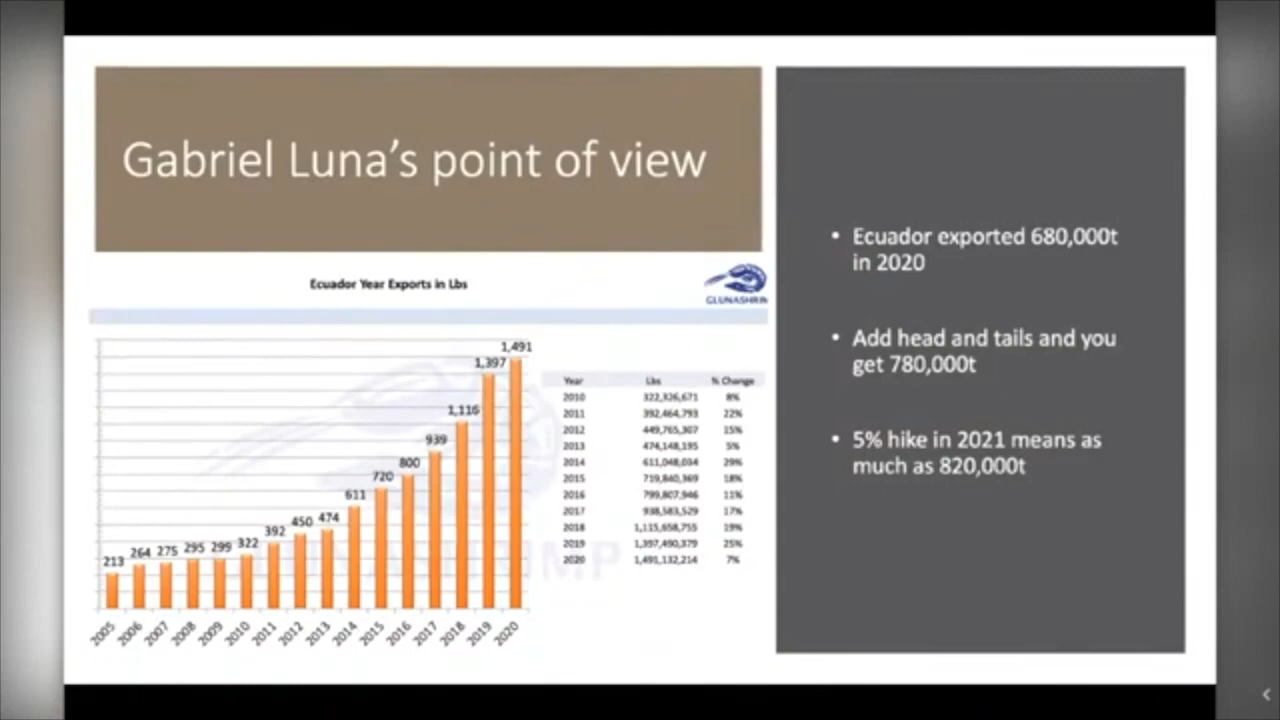 Gabriel Luna's point of view
Ecuador Year Exports in Lbs
GLUNASHRIM
1,491
1,397
1,116
939
800
720
611
474
450
392
322
299
295
275
264
213
2005 2006 2007 2008 2009 2010 2011 2012 2013 2014 2015 2016 2017 2018 2019 2020
Year Lbs % Change
2010 322,326,671 8%
2011 392,464,793 22%
2012 449,765,307 15%
2013 474,148,195 5%
2014 611,048,034 29%
2015 719,840,369 18%
2016 799,807,946 11%
2017 938,583,529 17%
2018 1,115,658,755 19%
2019 1,397,490,379 25%
2020 1,491,132,214 7%
• Ecuador exported 680,000t
in 2020
• Add head and tails and you
get 780,000t
• 5% hike in 2021 means as
much as 820,000t